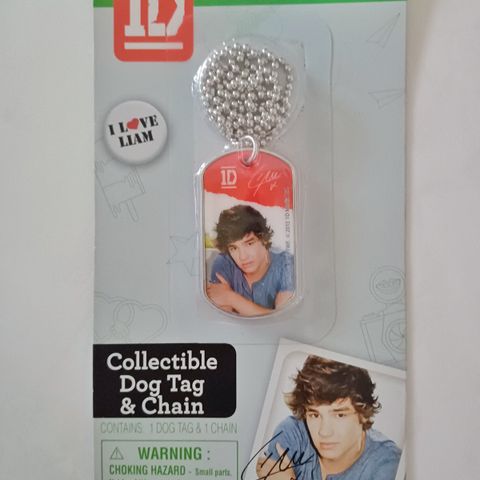 1D
I LOVE
LIAM
1D
Collectible
Dog Tag
& Chain
CONTAINS: 1 DOG TAG & 1 CHAIN
WARNING:
CHOKING HAZARD - Small parts.